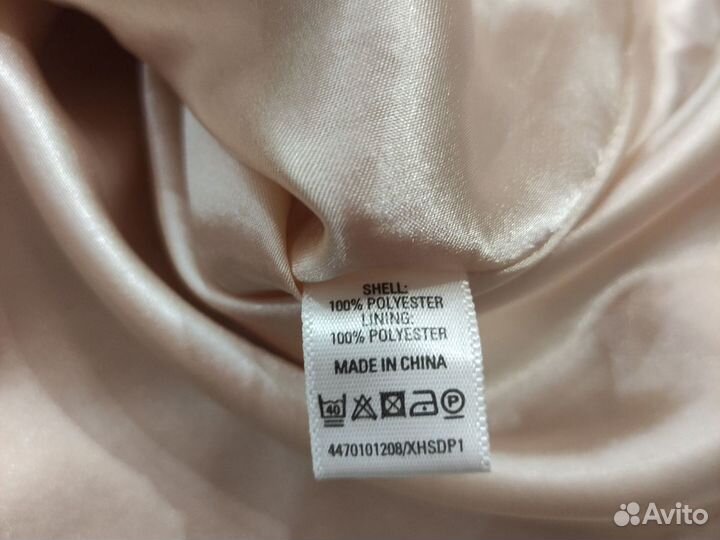 SHELL:
100% POLYESTER
LINING:
100% POLYESTER
MADE IN CHINA
40
P
4470101208/XHSDP1
Avito